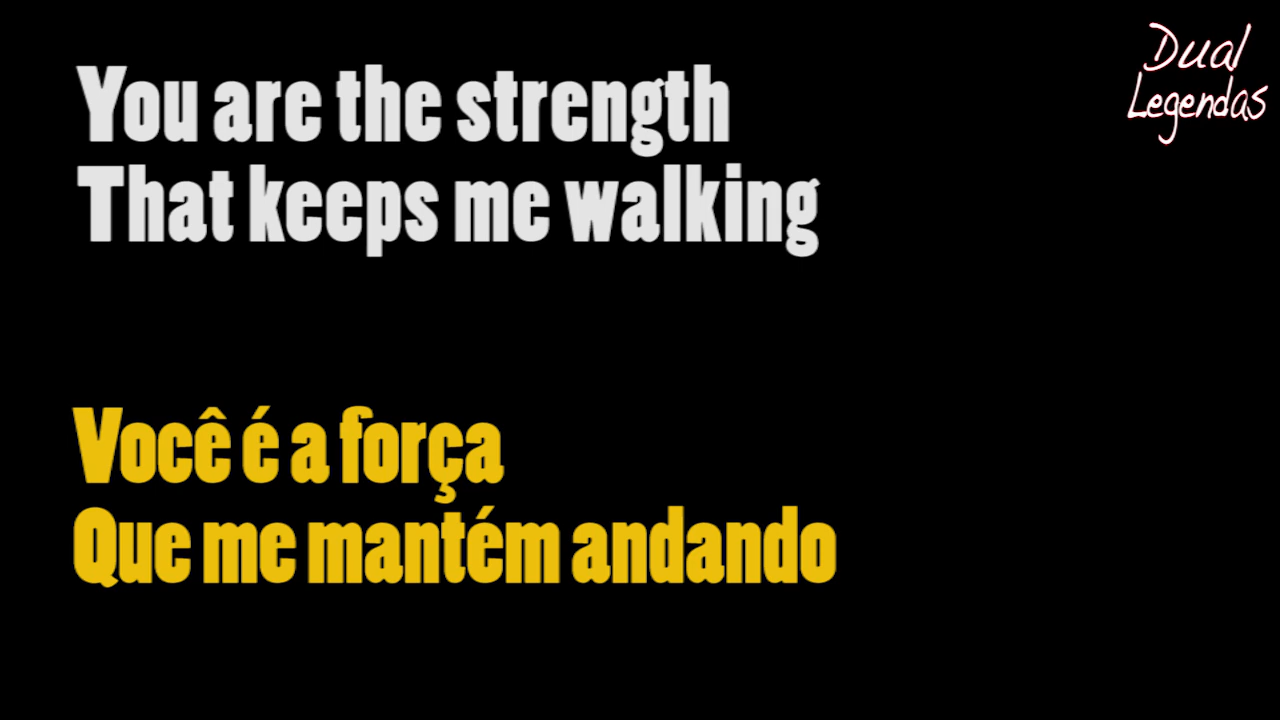 You are the strength
That keeps me walking
Você é a força
Que me mantém andando
Dual
Legendas